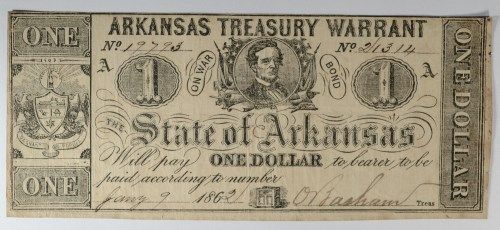 ONE
ARKANSAS TREASURY WARRANT
No. 19793
No. 21314
A
1
ON WAR
BOND
1
A
THE
State of Arkansas
Will pay ONE DOLLAR to bearer to be
paid according to number
Jany 9 1862
Treas
ONE
ONE DOLLAR